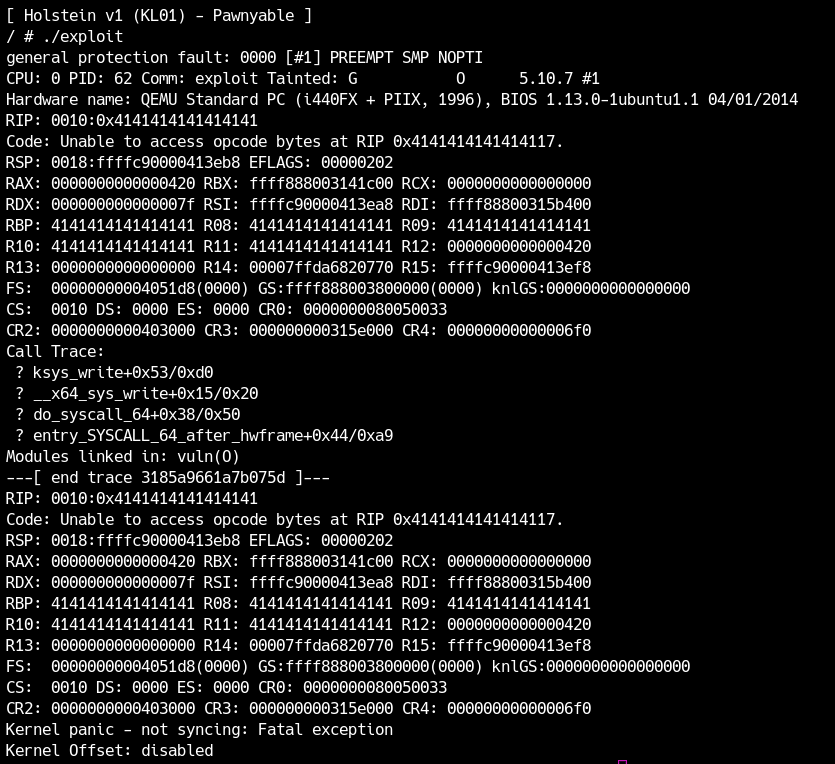 [ Holstein v1 (KL01) - Pawnyable ]
/ # ./exploit
general protection fault: 0000 [#1] PREEMPT SMP NOPTI
CPU: 0 PID: 62 Comm: exploit Tainted: G           O      5.10.7 #1
Hardware name: QEMU Standard PC (i440FX + PIIX, 1996), BIOS 1.13.0-1ubuntu1.1 04/01/2014
RIP: 0010:0x4141414141414141
Code: Unable to access opcode bytes at RIP 0x4141414141414117.
RSP: 0018:ffffc90000413eb8 EFLAGS: 00000202
RAX: 0000000000000420 RBX: ffff888003141c00 RCX: 0000000000000000
RDX: 000000000000007f RSI: ffffc90000413ea8 RDI: ffff88800315b400
RBP: 4141414141414141 R08: 4141414141414141 R09: 4141414141414141
R10: 4141414141414141 R11: 4141414141414141 R12: 0000000000000420
R13: 0000000000000000 R14: 00007ffda6820770 R15: ffffc90000413ef8
FS:  00000000004051d8(0000) GS:ffff888003800000(0000) knlGS:0000000000000000
CS:  0010 DS: 0000 ES: 0000 CR0: 0000000080050033
CR2: 0000000000403000 CR3: 000000000315e000 CR4: 00000000000006f0
Call Trace:
 ? ksys_write+0x53/0xd0
 ? __x64_sys_write+0x15/0x20
 ? do_syscall_64+0x38/0x50
 ? entry_SYSCALL_64_after_hwframe+0x44/0xa9
Modules linked in: vuln(O)
---[ end trace 3185a9661a7b075d ]---
RIP: 0010:0x4141414141414141
Code: Unable to access opcode bytes at RIP 0x4141414141414117.
RSP: 0018:ffffc90000413eb8 EFLAGS: 00000202
RAX: 0000000000000420 RBX: ffff888003141c00 RCX: 0000000000000000
RDX: 000000000000007f RSI: ffffc90000413ea8 RDI: ffff88800315b400
RBP: 4141414141414141 R08: 4141414141414141 R09: 4141414141414141
R10: 4141414141414141 R11: 4141414141414141 R12: 0000000000000420
R13: 0000000000000000 R14: 00007ffda6820770 R15: ffffc90000413ef8
FS:  00000000004051d8(0000) GS:ffff888003800000(0000) knlGS:0000000000000000
CS:  0010 DS: 0000 ES: 0000 CR0: 0000000080050033
CR2: 0000000000403000 CR3: 000000000315e000 CR4: 00000000000006f0
Kernel panic - not syncing: Fatal exception
Kernel Offset: disabled